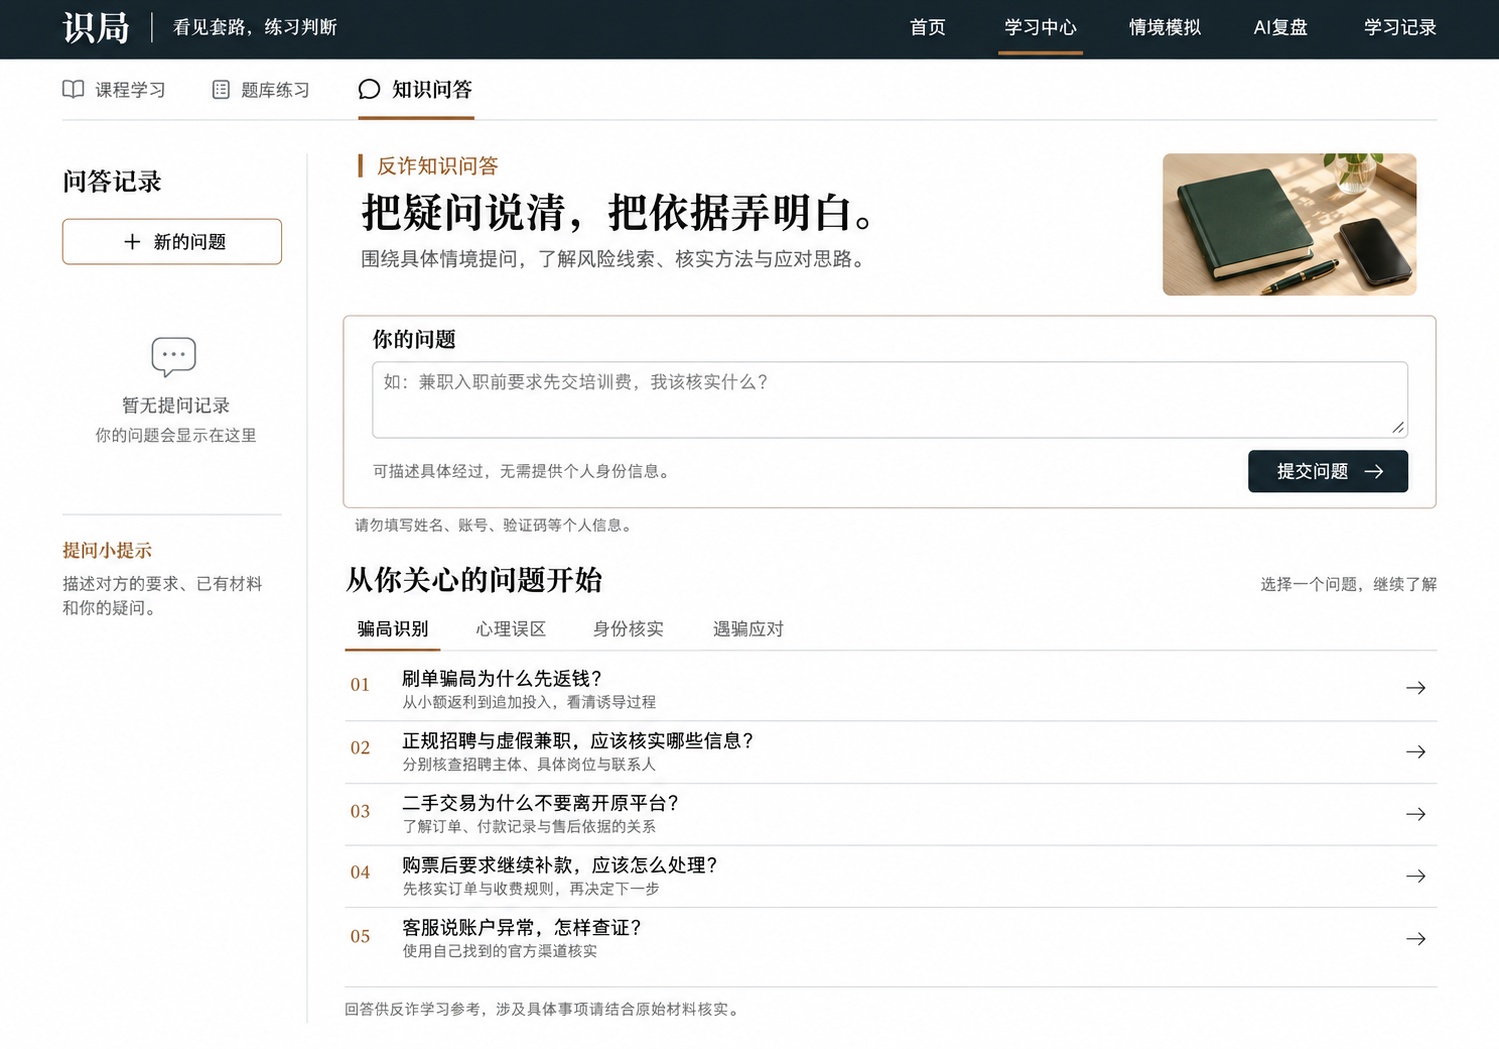 识局
看见套路，练习判断
首页
学习中心
情境模拟
AI复盘
学习记录
课程学习
题库练习
知识问答
问答记录
＋ 新的问题
暂无提问记录
你的问题会显示在这里
提问小提示
描述对方的要求、已有材料
和你的疑问。
反诈知识问答
把疑问说清，把依据弄明白。
围绕具体情境提问，了解风险线索、核实方法与应对思路。
你的问题
如：兼职入职前要求先交培训费，我该核实什么？
可描述具体经过，无需提供个人身份信息。
提交问题 →
请勿填写姓名、账号、验证码等个人信息。
从你关心的问题开始
选择一个问题，继续了解
骗局识别
心理误区
身份核实
遇骗应对
01
刷单骗局为什么先返钱？
从小额返利到追加投入，看清诱导过程
02
正规招聘与虚假兼职，应该核实哪些信息？
分别核查招聘主体、具体岗位与联系人
03
二手交易为什么不要离开原平台？
了解订单、付款记录与售后依据的关系
04
购票后要求继续补款，应该怎么处理？
先核实订单与收费规则，再决定下一步
05
客服说账户异常，怎样查证？
使用自己找到的官方渠道核实
回答供反诈学习参考，涉及具体事项请结合原始材料核实。